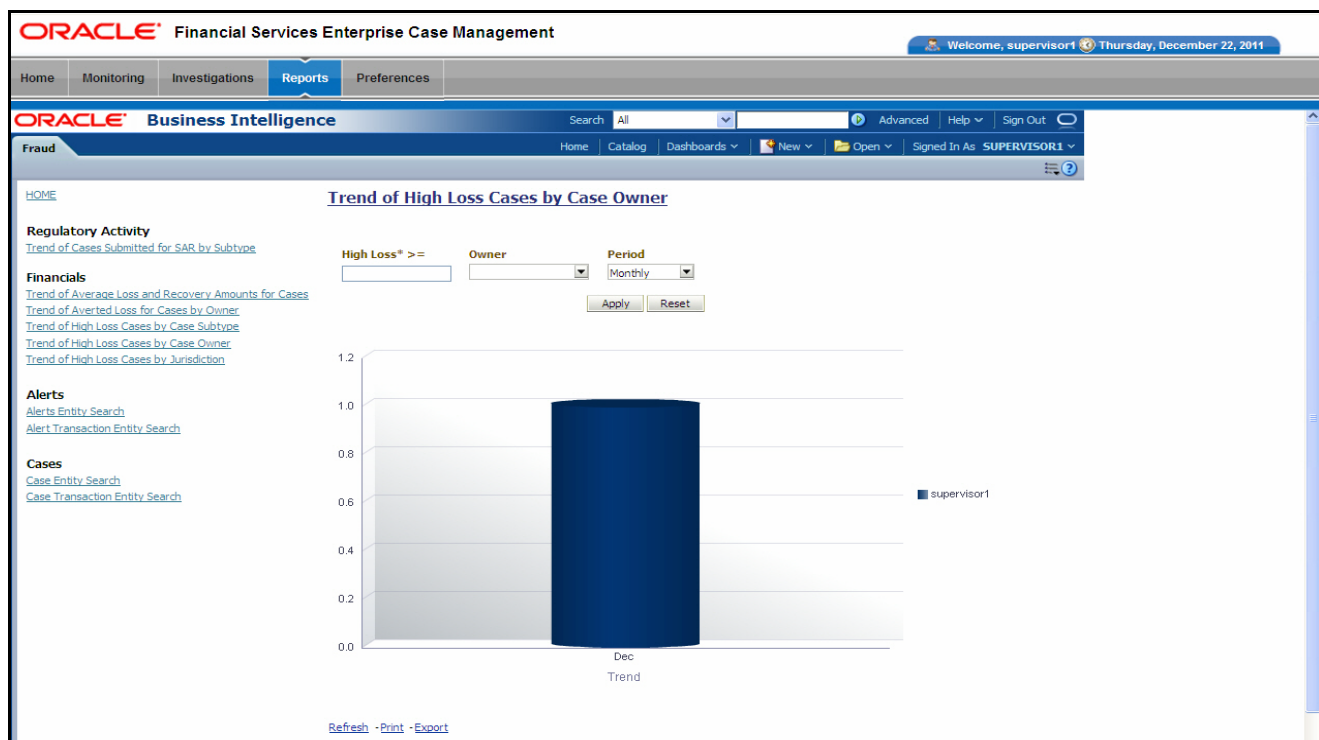 ORACLE® Financial Services Enterprise Case Management
Welcome, supervisor1 Thursday, December 22, 2011
Home Monitoring Investigations Reports Preferences
ORACLE® Business Intelligence
Search All Advanced Help Sign Out
Fraud
Home Catalog Dashboards New Open Signed In As SUPERVISOR1
HOME
Regulatory Activity
Trend of Cases Submitted for SAR by Subtype
Financials
Trend of Average Loss and Recovery Amounts for Cases
Trend of Averted Loss for Cases by Owner
Trend of High Loss Cases by Case Subtype
Trend of High Loss Cases by Case Owner
Trend of High Loss Cases by Jurisdiction
Alerts
Alerts Entity Search
Alert Transaction Entity Search
Cases
Case Entity Search
Case Transaction Entity Search
Trend of High Loss Cases by Case Owner
High Loss* >= Owner Period
Monthly
Apply Reset
1.2
1.0
0.8
0.6
0.4
0.2
0.0
Dec
Trend
supervisor1
Refresh - Print - Export